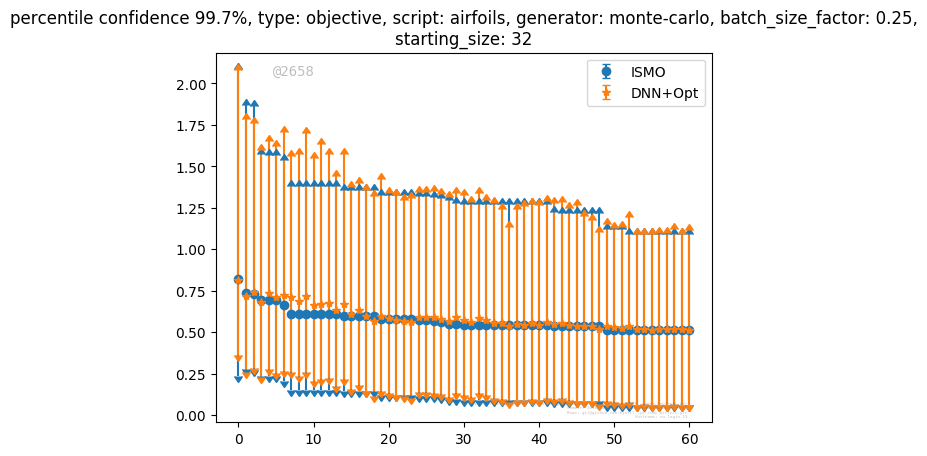 percentile confidence 99.7%, type: objective, script: airfoils, generator: monte-carlo, batch_size_factor: 0.25,
starting_size: 32
@2658
ISMO
DNN+Opt
2.00
1.75
1.50
1.25
1.00
0.75
0.50
0.25
0.00
0 10 20 30 40 50 60